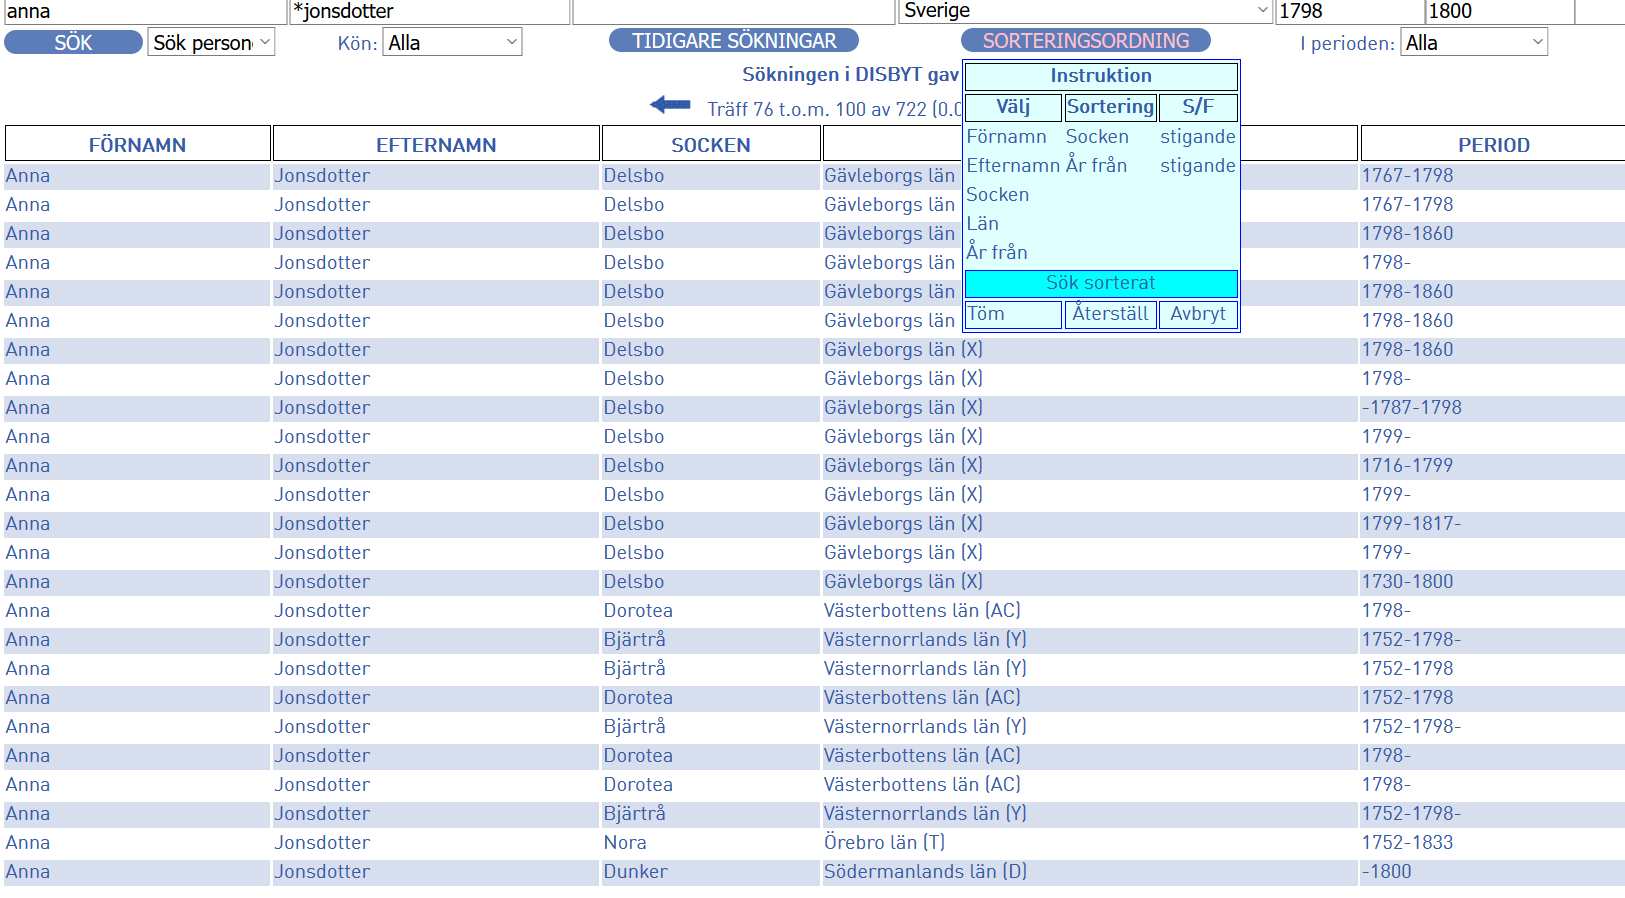 anna *jonsdotter Sverige 1798 1800
SÖK Sök person Kön: Alla TIDIGARE SÖKNINGAR SORTERINGSORDNING I perioden: Alla
Sökningen i DISBYT gav
Träff 76 t.o.m. 100 av 722 (0.0
Instruktion
Välj Sortering S/F
Förnamn Socken stigande
Efternamn År från stigande
Socken
Län
År från
Sök sorterat
Töm Återställ Avbryt
FÖRNAMN EFTERNAMN SOCKEN PERIOD
Anna Jonsdotter Delsbo Gävleborgs län 1767-1798
Anna Jonsdotter Delsbo Gävleborgs län 1767-1798
Anna Jonsdotter Delsbo Gävleborgs län 1798-1860
Anna Jonsdotter Delsbo Gävleborgs län 1798-
Anna Jonsdotter Delsbo Gävleborgs län 1798-1860
Anna Jonsdotter Delsbo Gävleborgs län 1798-1860
Anna Jonsdotter Delsbo Gävleborgs län (X) 1798-1860
Anna Jonsdotter Delsbo Gävleborgs län (X) 1798-
Anna Jonsdotter Delsbo Gävleborgs län (X) -1787-1798
Anna Jonsdotter Delsbo Gävleborgs län (X) 1799-
Anna Jonsdotter Delsbo Gävleborgs län (X) 1716-1799
Anna Jonsdotter Delsbo Gävleborgs län (X) 1799-
Anna Jonsdotter Delsbo Gävleborgs län (X) 1799-1817-
Anna Jonsdotter Delsbo Gävleborgs län (X) 1799-
Anna Jonsdotter Delsbo Gävleborgs län (X) 1730-1800
Anna Jonsdotter Dorotea Västerbottens län (AC) 1798-
Anna Jonsdotter Bjärtrå Västernorrlands län (Y) 1752-1798-
Anna Jonsdotter Bjärtrå Västernorrlands län (Y) 1752-1798
Anna Jonsdotter Dorotea Västerbottens län (AC) 1752-1798
Anna Jonsdotter Bjärtrå Västernorrlands län (Y) 1752-1798-
Anna Jonsdotter Dorotea Västerbottens län (AC) 1798-
Anna Jonsdotter Dorotea Västerbottens län (AC) 1798-
Anna Jonsdotter Bjärtrå Västernorrlands län (Y) 1752-1798-
Anna Jonsdotter Nora Örebro län (T) 1752-1833
Anna Jonsdotter Dunker Södermanlands län (D) -1800